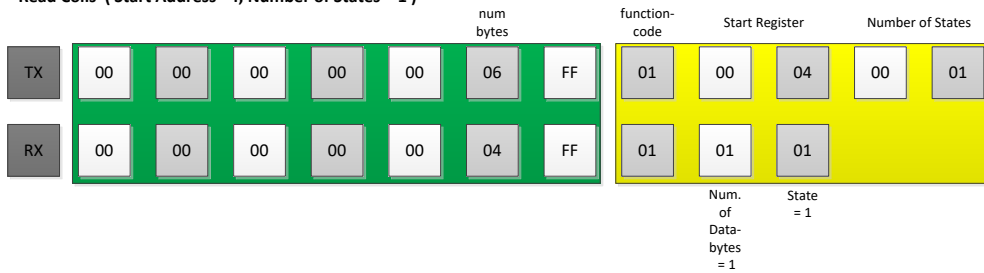 Read Coils ( Start Address = 4, Number of States = 1 )
num
bytes
function-
code
Start Register
Number of States
TX 00 00 00 00 00 06 FF 01 00 04 00 01
RX 00 00 00 00 00 04 FF 01 01 01
Num.
of
Data-
bytes
= 1
State
= 1